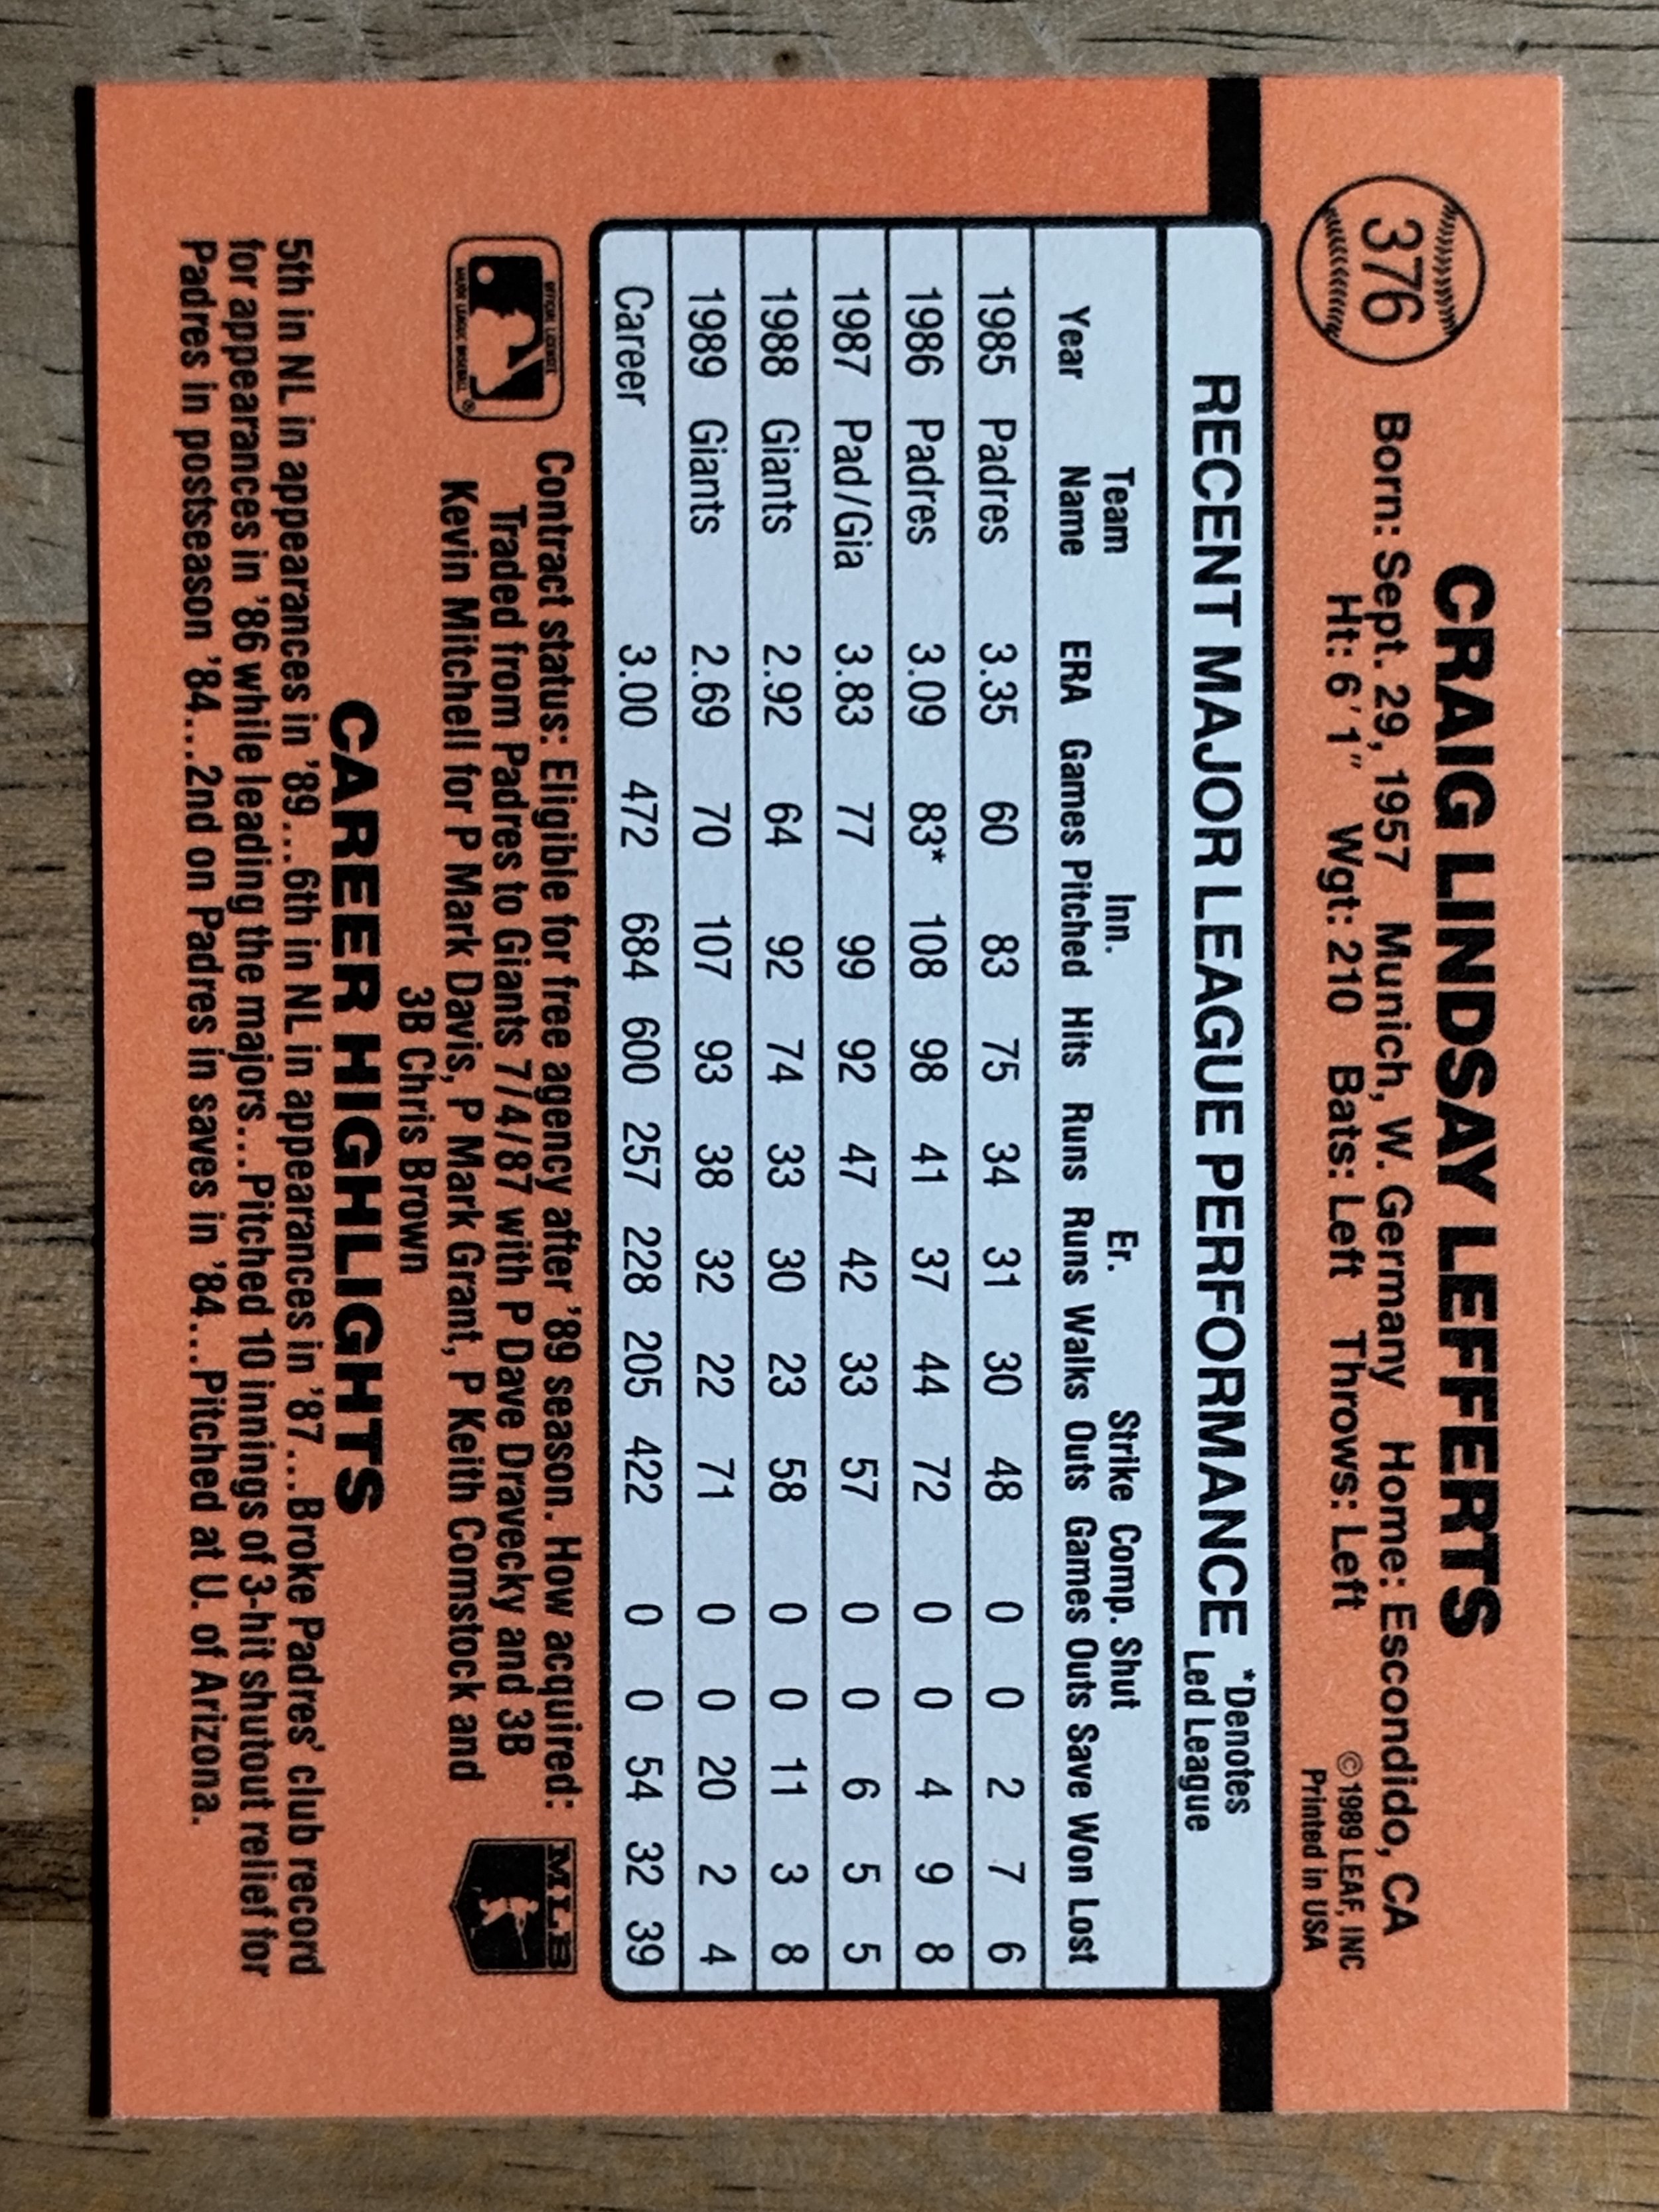 376
CRAIG LINDSAY LEFFERTS
Born: Sept. 29, 1957 Munich, W. Germany Home: Escondido, CA
Ht: 6′1″ Wgt: 210 Bats: Left Throws: Left
©1989 LEAF, INC
Printed in USA
RECENT MAJOR LEAGUE PERFORMANCE
*Denotes
Led League
Team Inn. Er. Strike Comp. Shut
Year Name ERA Games Pitched Hits Runs Runs Walks Outs Games Outs Save Won Lost
1985 Padres 3.35 60 83 75 34 31 30 48 0 0 2 7 6
1986 Padres 3.09 83* 108 98 41 37 44 72 0 0 4 9 8
1987 Pad/Gia 3.83 77 99 92 47 42 33 57 0 0 6 5 5
1988 Giants 2.92 64 92 74 33 30 23 58 0 0 11 3 8
1989 Giants 2.69 70 107 93 38 32 22 71 0 0 20 2 4
Career 3.00 472 684 600 257 228 205 422 0 0 54 32 39
OFFICIAL LICENSEE
MAJOR LEAGUE BASEBALL ®
Contract status: Eligible for free agency after '89 season. How acquired:
Traded from Padres to Giants 7/4/87 with P Dave Dravecky and 3B
Kevin Mitchell for P Mark Davis, P Mark Grant, P Keith Comstock and
3B Chris Brown
MLB
CAREER HIGHLIGHTS
5th in NL in appearances in '89...6th in NL in appearances in '87...Broke Padres' club record
for appearances in '86 while leading the majors...Pitched 10 innings of 3-hit shutout relief for
Padres in postseason '84...2nd on Padres in saves in '84...Pitched at U. of Arizona.